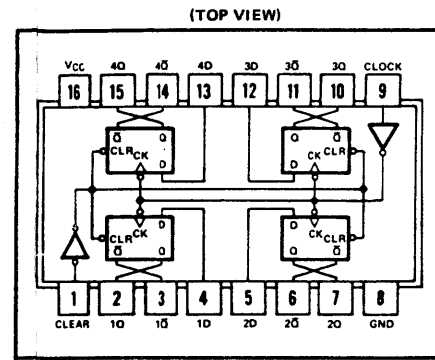 (TOP VIEW)
VCC 4Q 4Q̅ 4D 3D 3Q̅ 3Q CLOCK
16 15 14 13 12 11 10 9
Q̅ Q Q Q̅
CLR CK D D CK CLR
CLR CK D D CK CLR
Q̅ Q Q Q̅
1 2 3 4 5 6 7 8
CLEAR 1Q 1Q̅ 1D 2D 2Q̅ 2Q GND